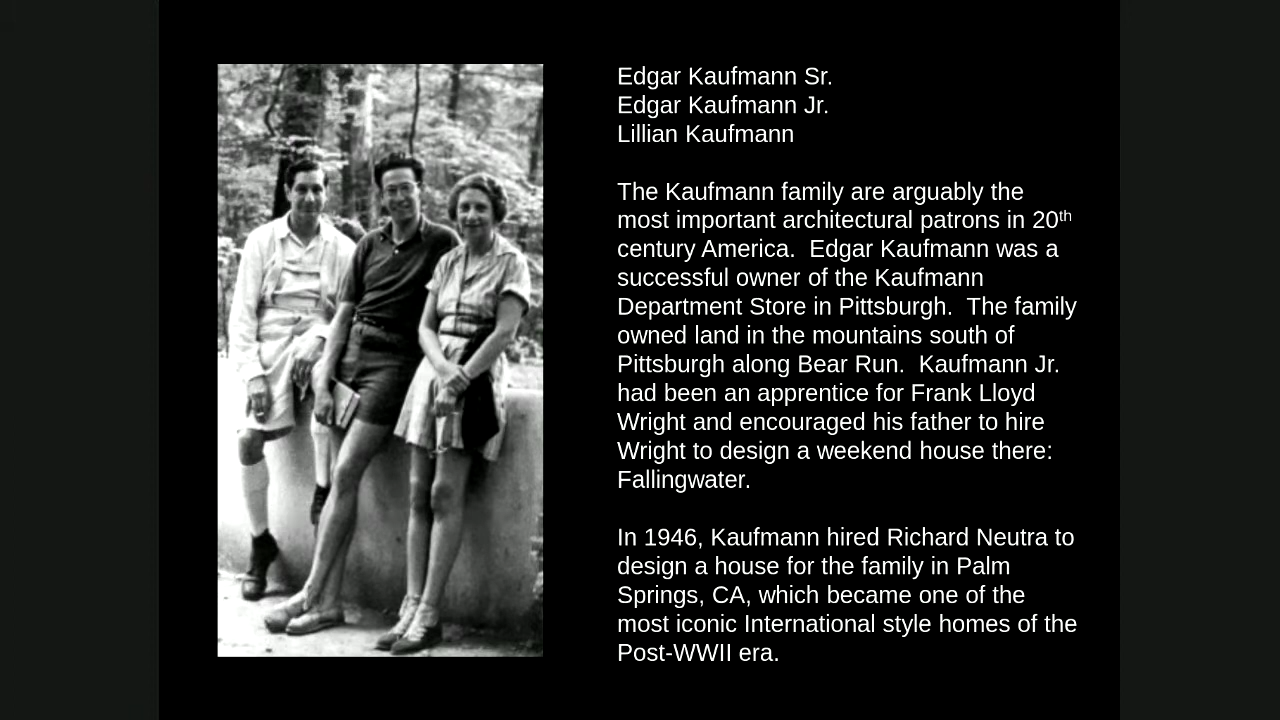 Edgar Kaufmann Sr.
Edgar Kaufmann Jr.
Lillian Kaufmann
The Kaufmann family are arguably the
most important architectural patrons in 20th
century America.  Edgar Kaufmann was a
successful owner of the Kaufmann
Department Store in Pittsburgh.  The family
owned land in the mountains south of
Pittsburgh along Bear Run.  Kaufmann Jr.
had been an apprentice for Frank Lloyd
Wright and encouraged his father to hire
Wright to design a weekend house there:
Fallingwater.
In 1946, Kaufmann hired Richard Neutra to
design a house for the family in Palm
Springs, CA, which became one of the
most iconic International style homes of the
Post-WWII era.